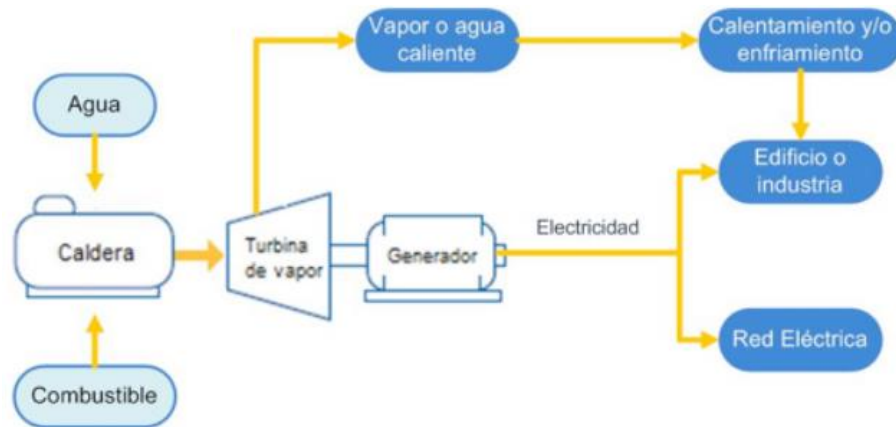 Vapor o agua
caliente
Calentamiento y/o
enfriamiento
Agua
Edificio o
industria
Electricidad
Caldera
Turbina
de vapor
Generador
Red Eléctrica
Combustible